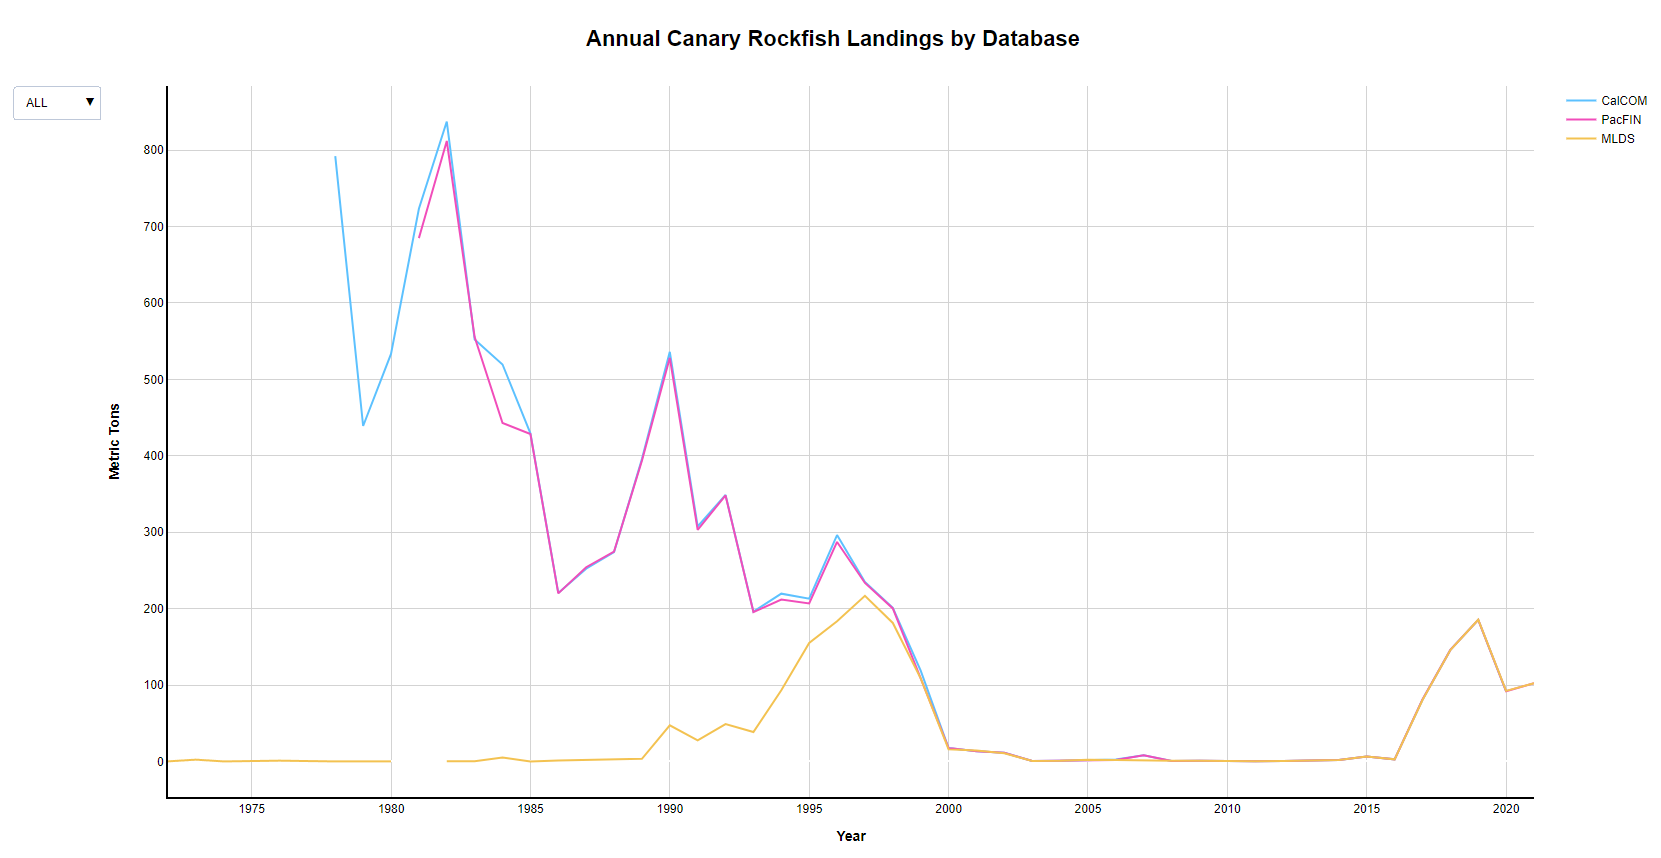 Annual Canary Rockfish Landings by Database
ALL ▼
CalCOM
PacFIN
MLDS
800
700
600
500
400
300
200
100
0
Metric Tons
1975 1980 1985 1990 1995 2000 2005 2010 2015 2020
Year